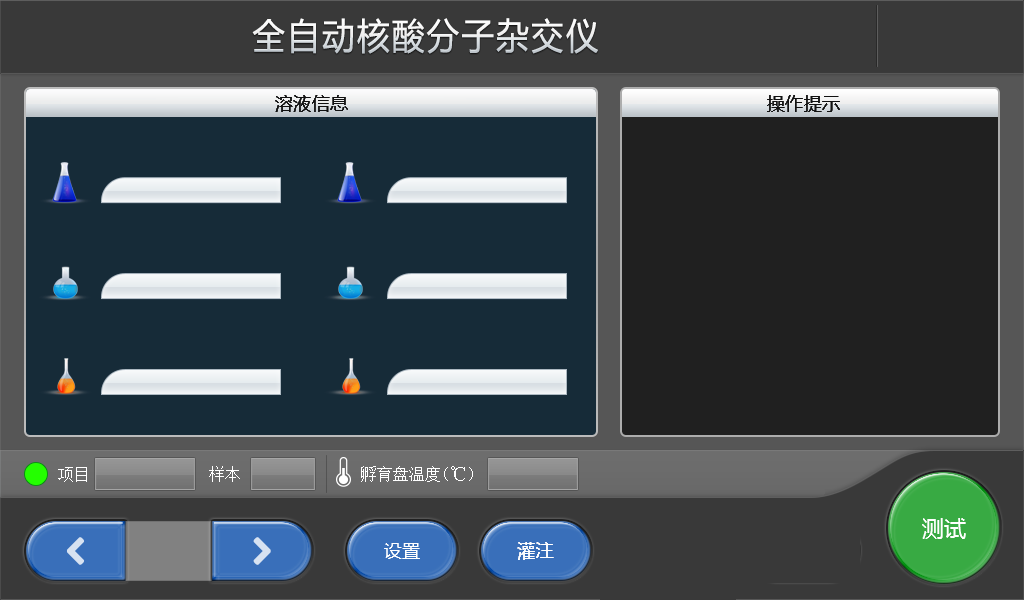 全自动核酸分子杂交仪
溶液信息
操作提示
项目
样本
孵育盘温度(℃)
设置
灌注
测试